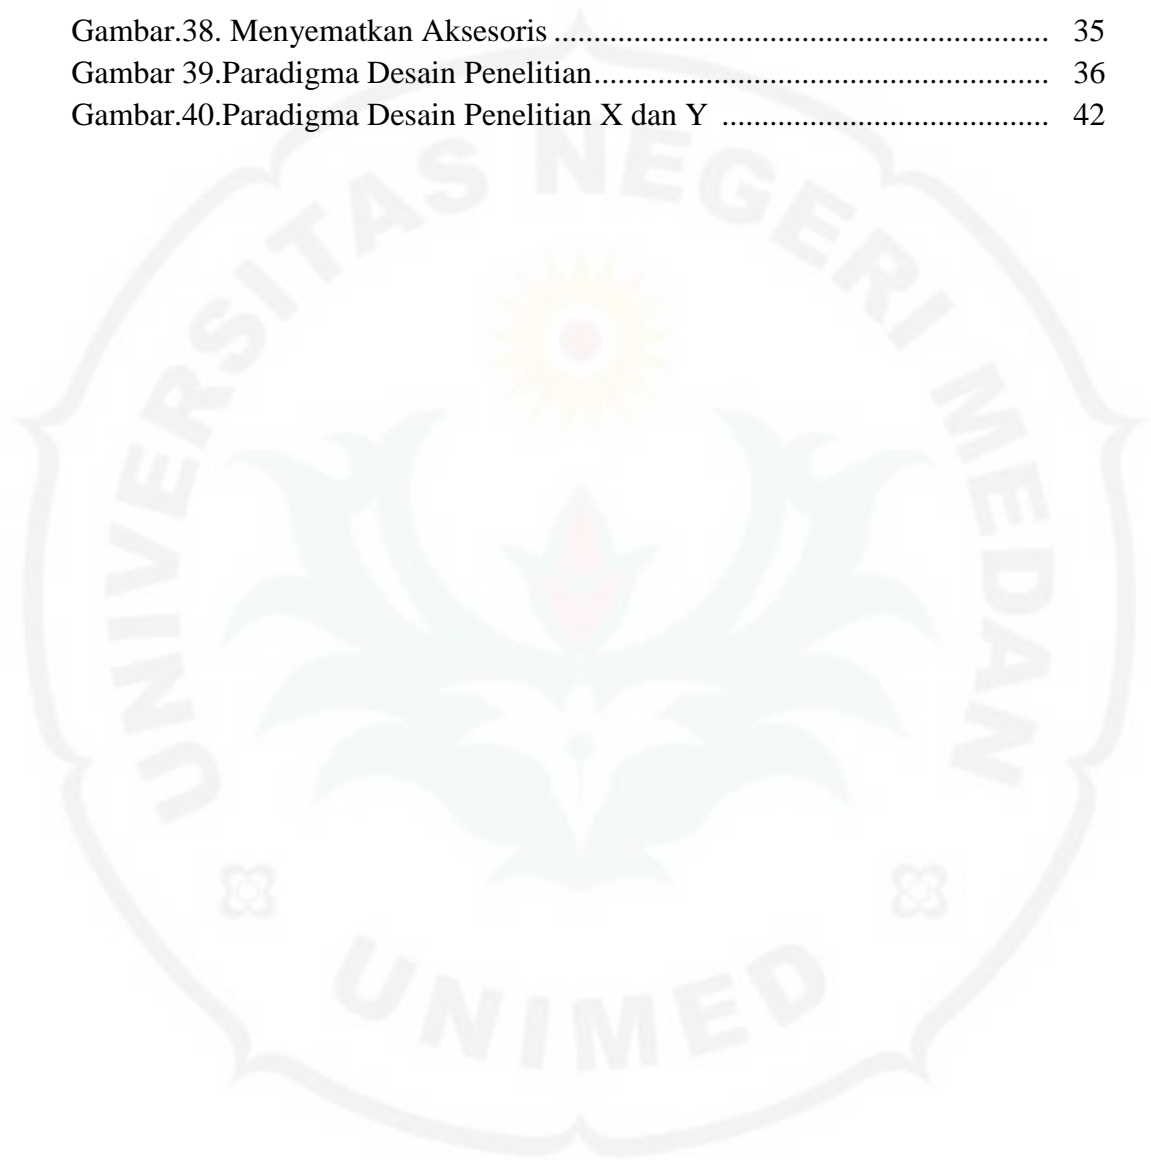 Gambar.38. Menyematkan Aksesoris ............................................................... 35
Gambar 39.Paradigma Desain Penelitian.......................................................... 36
Gambar.40.Paradigma Desain Penelitian X dan Y ......................................... 42
UNIVERSITAS NEGERI MEDAN
UNIMED